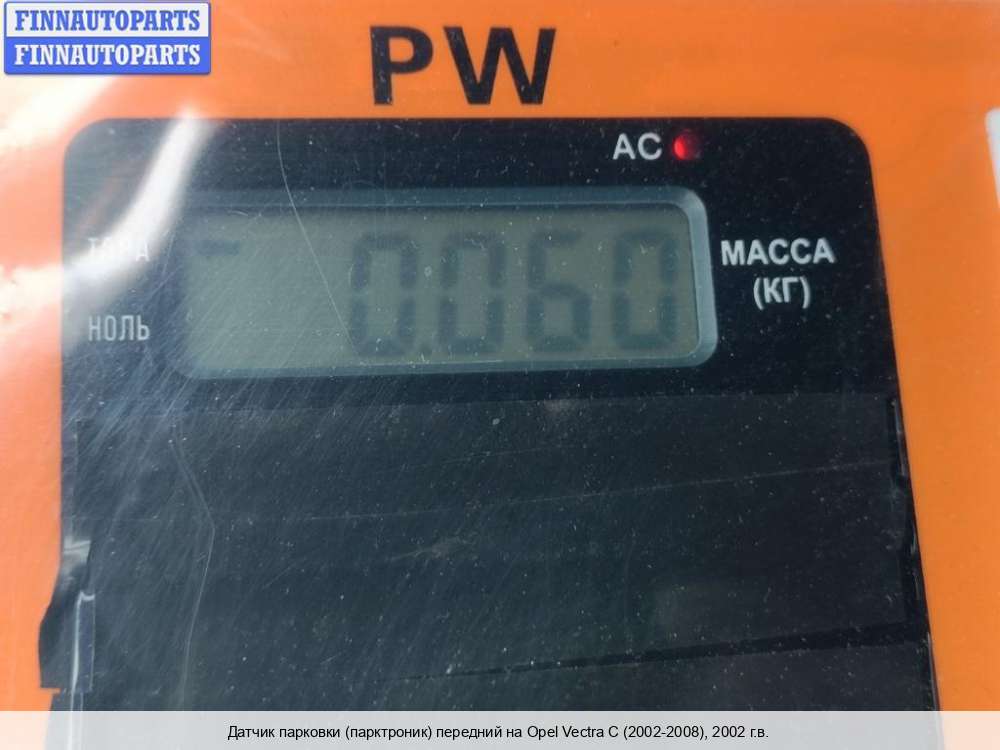 FINNAUTOPARTS
FINNAUTOPARTS
PW
AC
ТАРА
0.060
МАССА
(КГ)
НОЛЬ
Датчик парковки (парктроник) передний на Opel Vectra C (2002-2008), 2002 г.в.